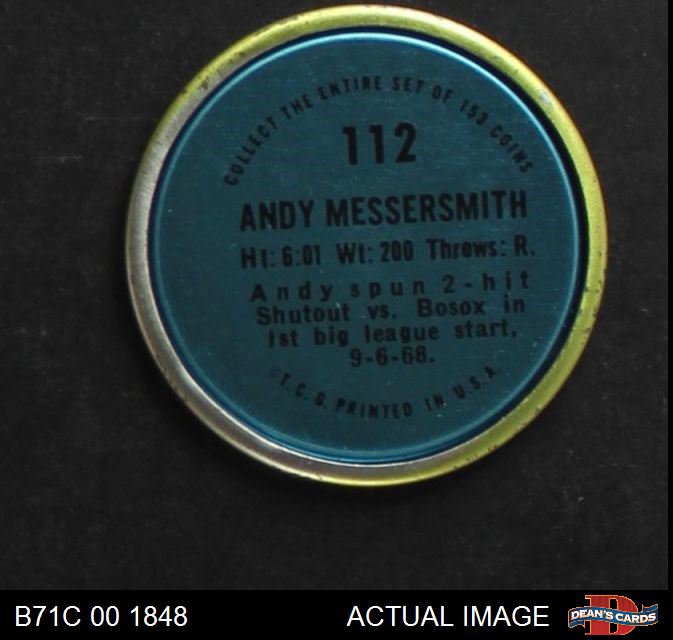 COLLECT THE ENTIRE SET OF 153 COINS
112
ANDY MESSERSMITH
Ht: 6:01 Wt: 200 Throws: R.
Andy spun 2-hit
Shutout vs. Bosox in
1st big league start,
9-6-68.
©T.C.G. PRINTED IN U.S.A.
B71C 00 1848
ACTUAL IMAGE
D
DEAN'S CARDS